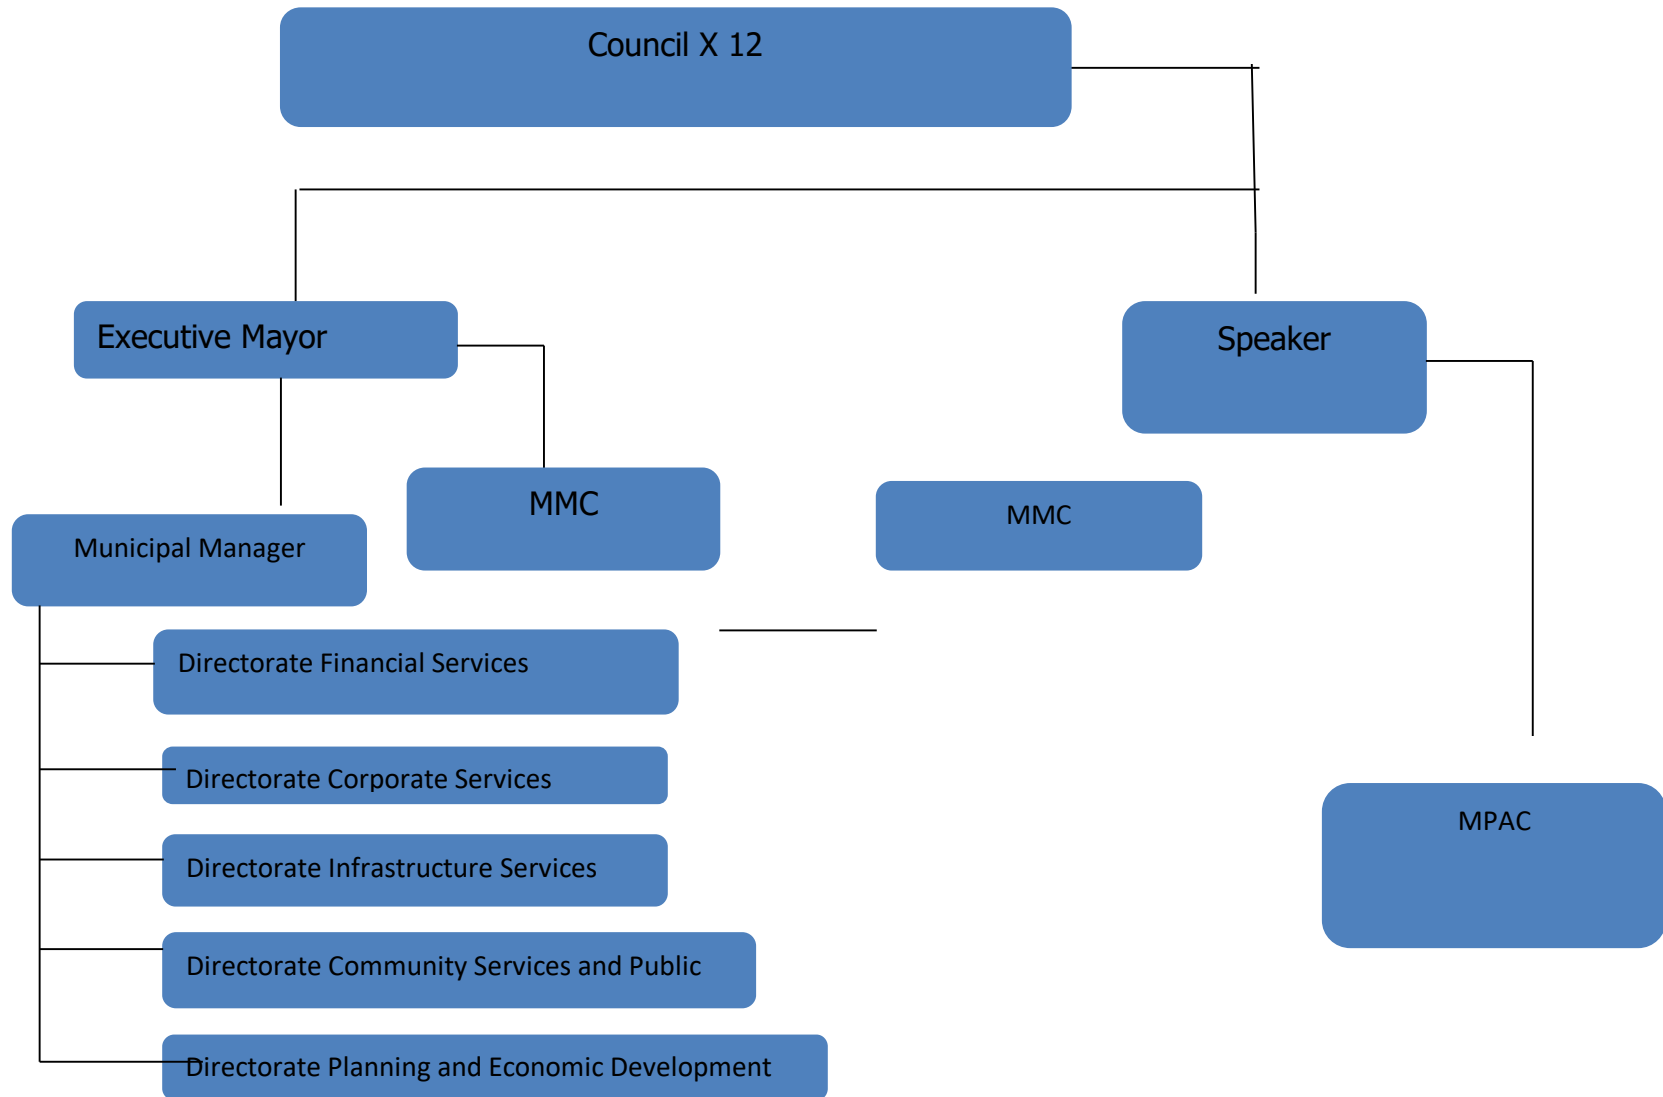 Council X 12
Executive Mayor
Speaker
MMC
MMC
Municipal Manager
Directorate Financial Services
Directorate Corporate Services
MPAC
Directorate Infrastructure Services
Directorate Community Services and Public
Directorate Planning and Economic Development